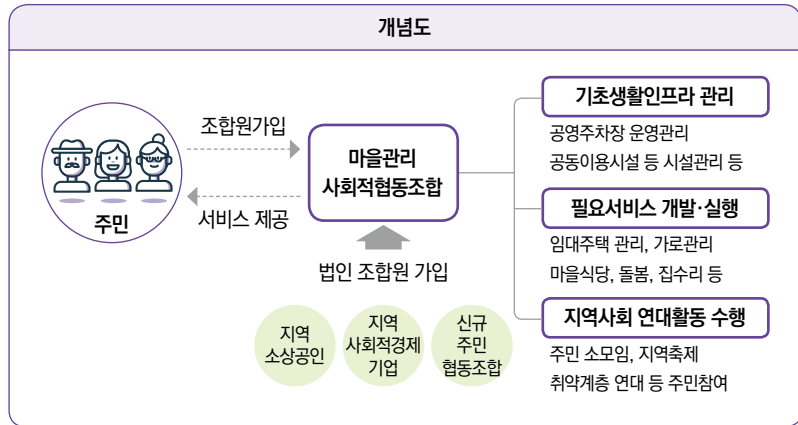 개념도
주민
조합원가입
서비스 제공
마을관리
사회적협동조합
법인 조합원 가입
지역
소상공인
지역
사회적경제
기업
신규
주민
협동조합
기초생활인프라 관리
공영주차장 운영관리
공동이용시설 등 시설관리 등
필요서비스 개발·실행
임대주택 관리, 가로관리
마을식당, 돌봄, 집수리 등
지역사회 연대활동 수행
주민 소모임, 지역축제
취약계층 연대 등 주민참여